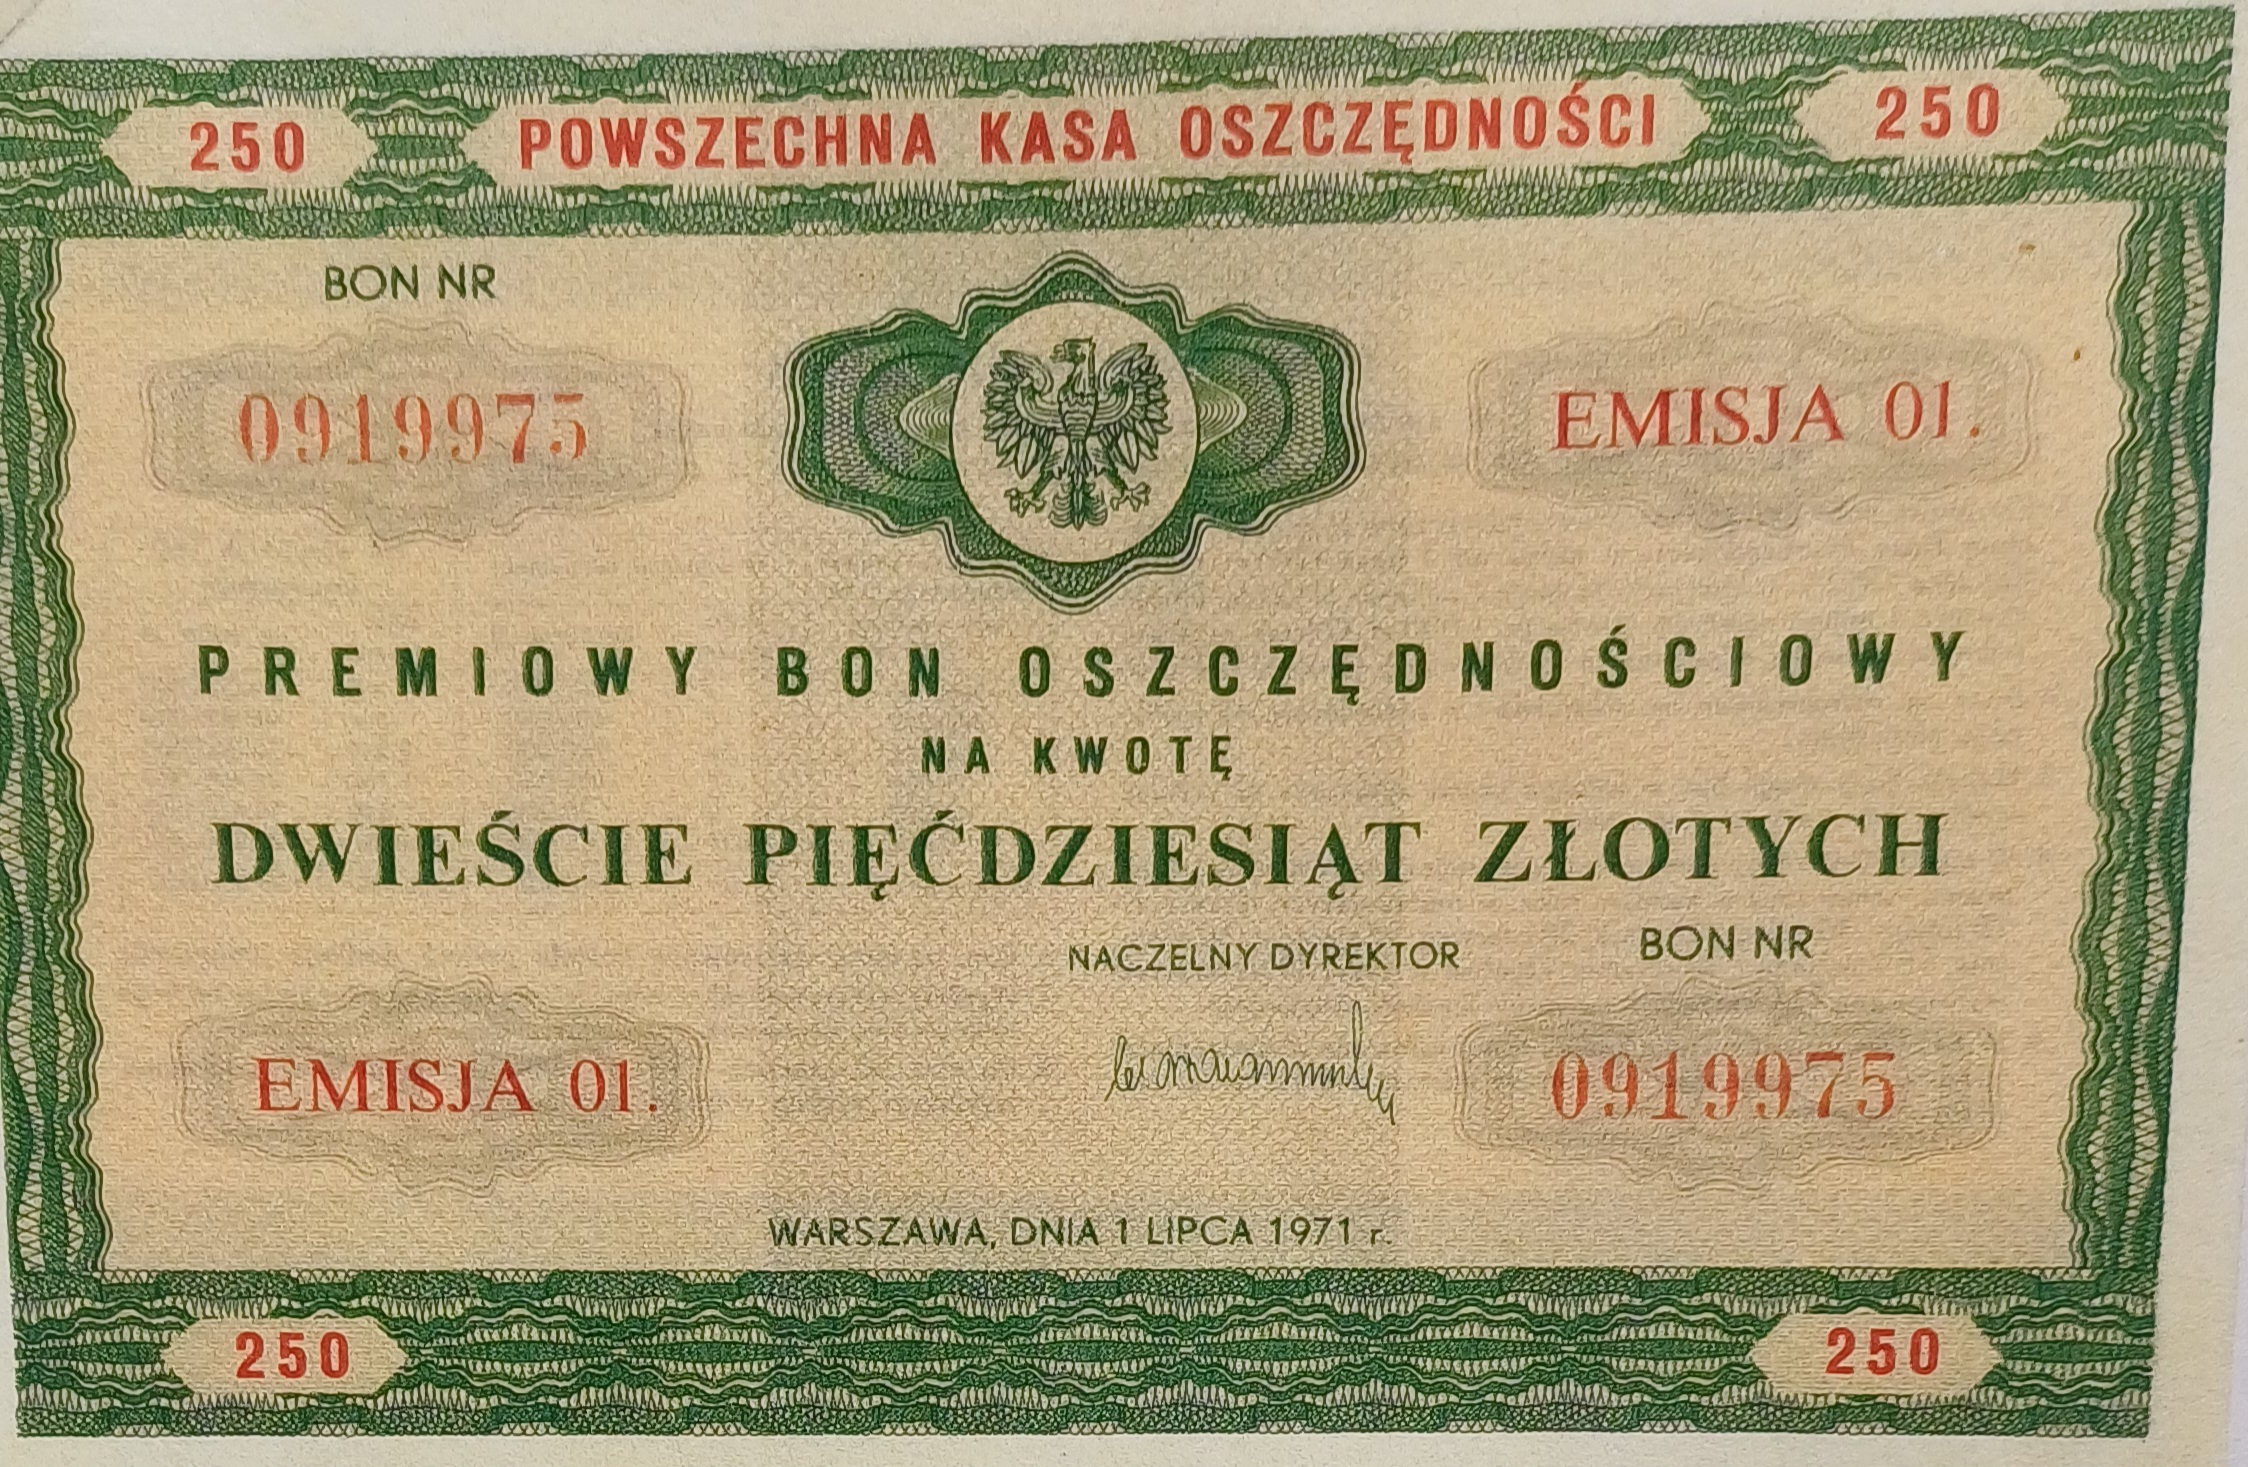 250 POWSZECHNA KASA OSZCZĘDNOŚCI 250
BON NR
0919975
EMISJA 01.
PREMIOWY BON OSZCZĘDNOŚCIOWY
NA KWOTĘ
DWIEŚCIE PIĘĆDZIESIĄT ZŁOTYCH
NACZELNY DYREKTOR
BON NR
EMISJA 01.
0919975
WARSZAWA, DNIA 1 LIPCA 1971 r.
250
250